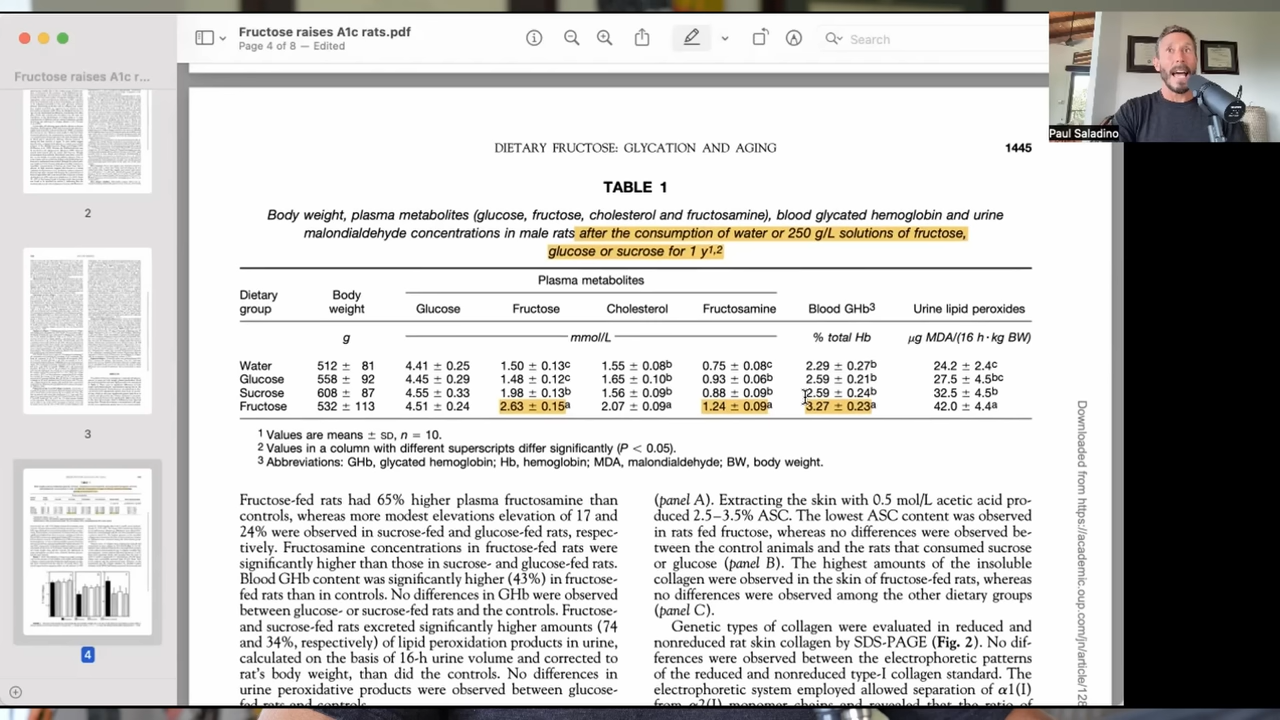 Fructose raises A1c rats.pdf
Page 4 of 8 — Edited
Search
Fructose raises A1c r...
2
3
4
Paul Saladino
DIETARY FRUCTOSE: GLYCATION AND AGING
1445
TABLE 1
Body weight, plasma metabolites (glucose, fructose, cholesterol and fructosamine), blood glycated hemoglobin and urine
malondialdehyde concentrations in male rats after the consumption of water or 250 g/L solutions of fructose,
glucose or sucrose for 1 y1,2
Plasma metabolites
Dietary group Body weight Glucose Fructose Cholesterol Fructosamine Blood GHb3 Urine lipid peroxides
g mmol/L % total Hb μg MDA/(16 h·kg BW)
Water 512 ± 81 4.41 ± 0.25 1.50 ± 0.13c 1.55 ± 0.08b 0.75 ± 0.08c 2.29 ± 0.27b 24.2 ± 2.4c
Glucose 558 ± 92 4.45 ± 0.29 1.48 ± 0.12c 1.65 ± 0.10b 0.93 ± 0.06b 2.59 ± 0.21b 27.5 ± 4.5bc
Sucrose 608 ± 87 4.55 ± 0.33 1.98 ± 0.13b 1.56 ± 0.09b 0.88 ± 0.09b 2.59 ± 0.24b 32.5 ± 4.5b
Fructose 532 ± 113 4.51 ± 0.24 2.63 ± 0.15a 2.07 ± 0.09a 1.24 ± 0.09a 3.27 ± 0.23a 42.0 ± 4.4a
1 Values are means ± SD, n = 10.
2 Values in a column with different superscripts differ significantly (P < 0.05).
3 Abbreviations: GHb, glycated hemoglobin; Hb, hemoglobin; MDA, malondialdehyde; BW, body weight.
Fructose-fed rats had 65% higher plasma fructosamine than
controls, whereas more-modest elevations elevation of 17 and
24% were observed in sucrose-fed and glucose-fed rats, respec-
tively. Fructosamine concentrations in fructose-fed rats were
significantly higher than those in sucrose- and glucose-fed rats.
Blood GHb content was significantly higher (43%) in fructose-
fed rats than in control. No differences in GHb were observed
between glucose- or sucrose-fed rats and the controls. Fructose-
and sucrose-fed rats excreted significantly higher amounts (74
and 34%, respectively) of lipid peroxidation products in urine,
calculated on the basis of 16-h urine volume and corrected to
rat's body weight, than did the controls. No differences in
urine peroxidative products were observed between glucose-
fed rats and controls.
(panel A). Extracting the skin with 0.5 mol/L acetic acid pro-
duced 2.5–3.5% ASC. The lowest ASC content was observed
in rats fed fructose, whereas no differences were observed be-
tween the control animals and the rats that consumed sucrose
or glucose (panel B). The highest amounts of the insoluble
collagen were observed in the skin of fructose-fed rats, whereas
no differences were observed among the other dietary groups
(panel C).
Genetic types of collagen were evaluated in reduced and
nonreduced rat skin collagen by SDS-PAGE (Fig. 2). No dif-
ferences were observed between the electrophoretic patterns
of the reduced and nonreduced type-I collagen standard. The
electrophoretic system employed allowed separation of α1(I)
from α2(I) monomer chains and revealed that the ratio of
Downloaded from https://academic.oup.com/jn/article/128